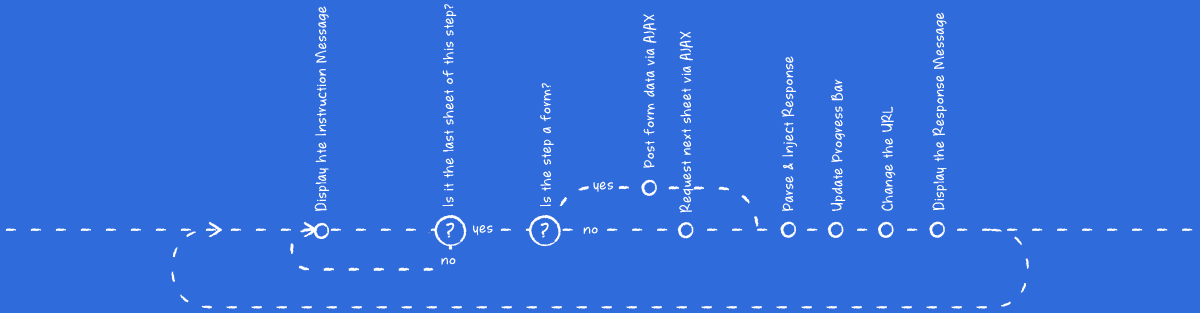 Display hte Instruction Message
Is it the last sheet of this step?
Is the step a form?
Post form data via AJAX
Request next sheet via AJAX
Parse & Inject Response
Update Progress Bar
Change the URL
Display the Response Message
yes
?
yes
?
no
no